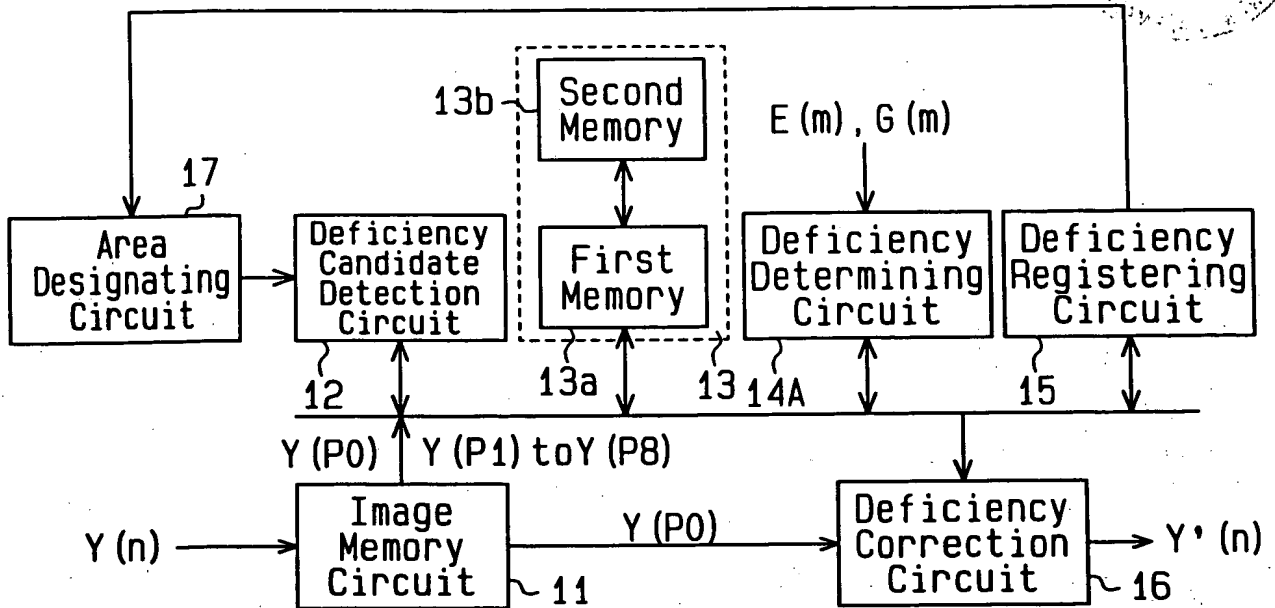 13b
Second
Memory
E(m), G(m)
17
Area
Designating
Circuit
Deficiency
Candidate
Detection
Circuit
First
Memory
Deficiency
Determining
Circuit
Deficiency
Registering
Circuit
12
13a
13
14A
15
Y(P0)
Y(P1) to Y(P8)
Y(n)
Image
Memory
Circuit
Y(P0)
Deficiency
Correction
Circuit
Y'(n)
11
16